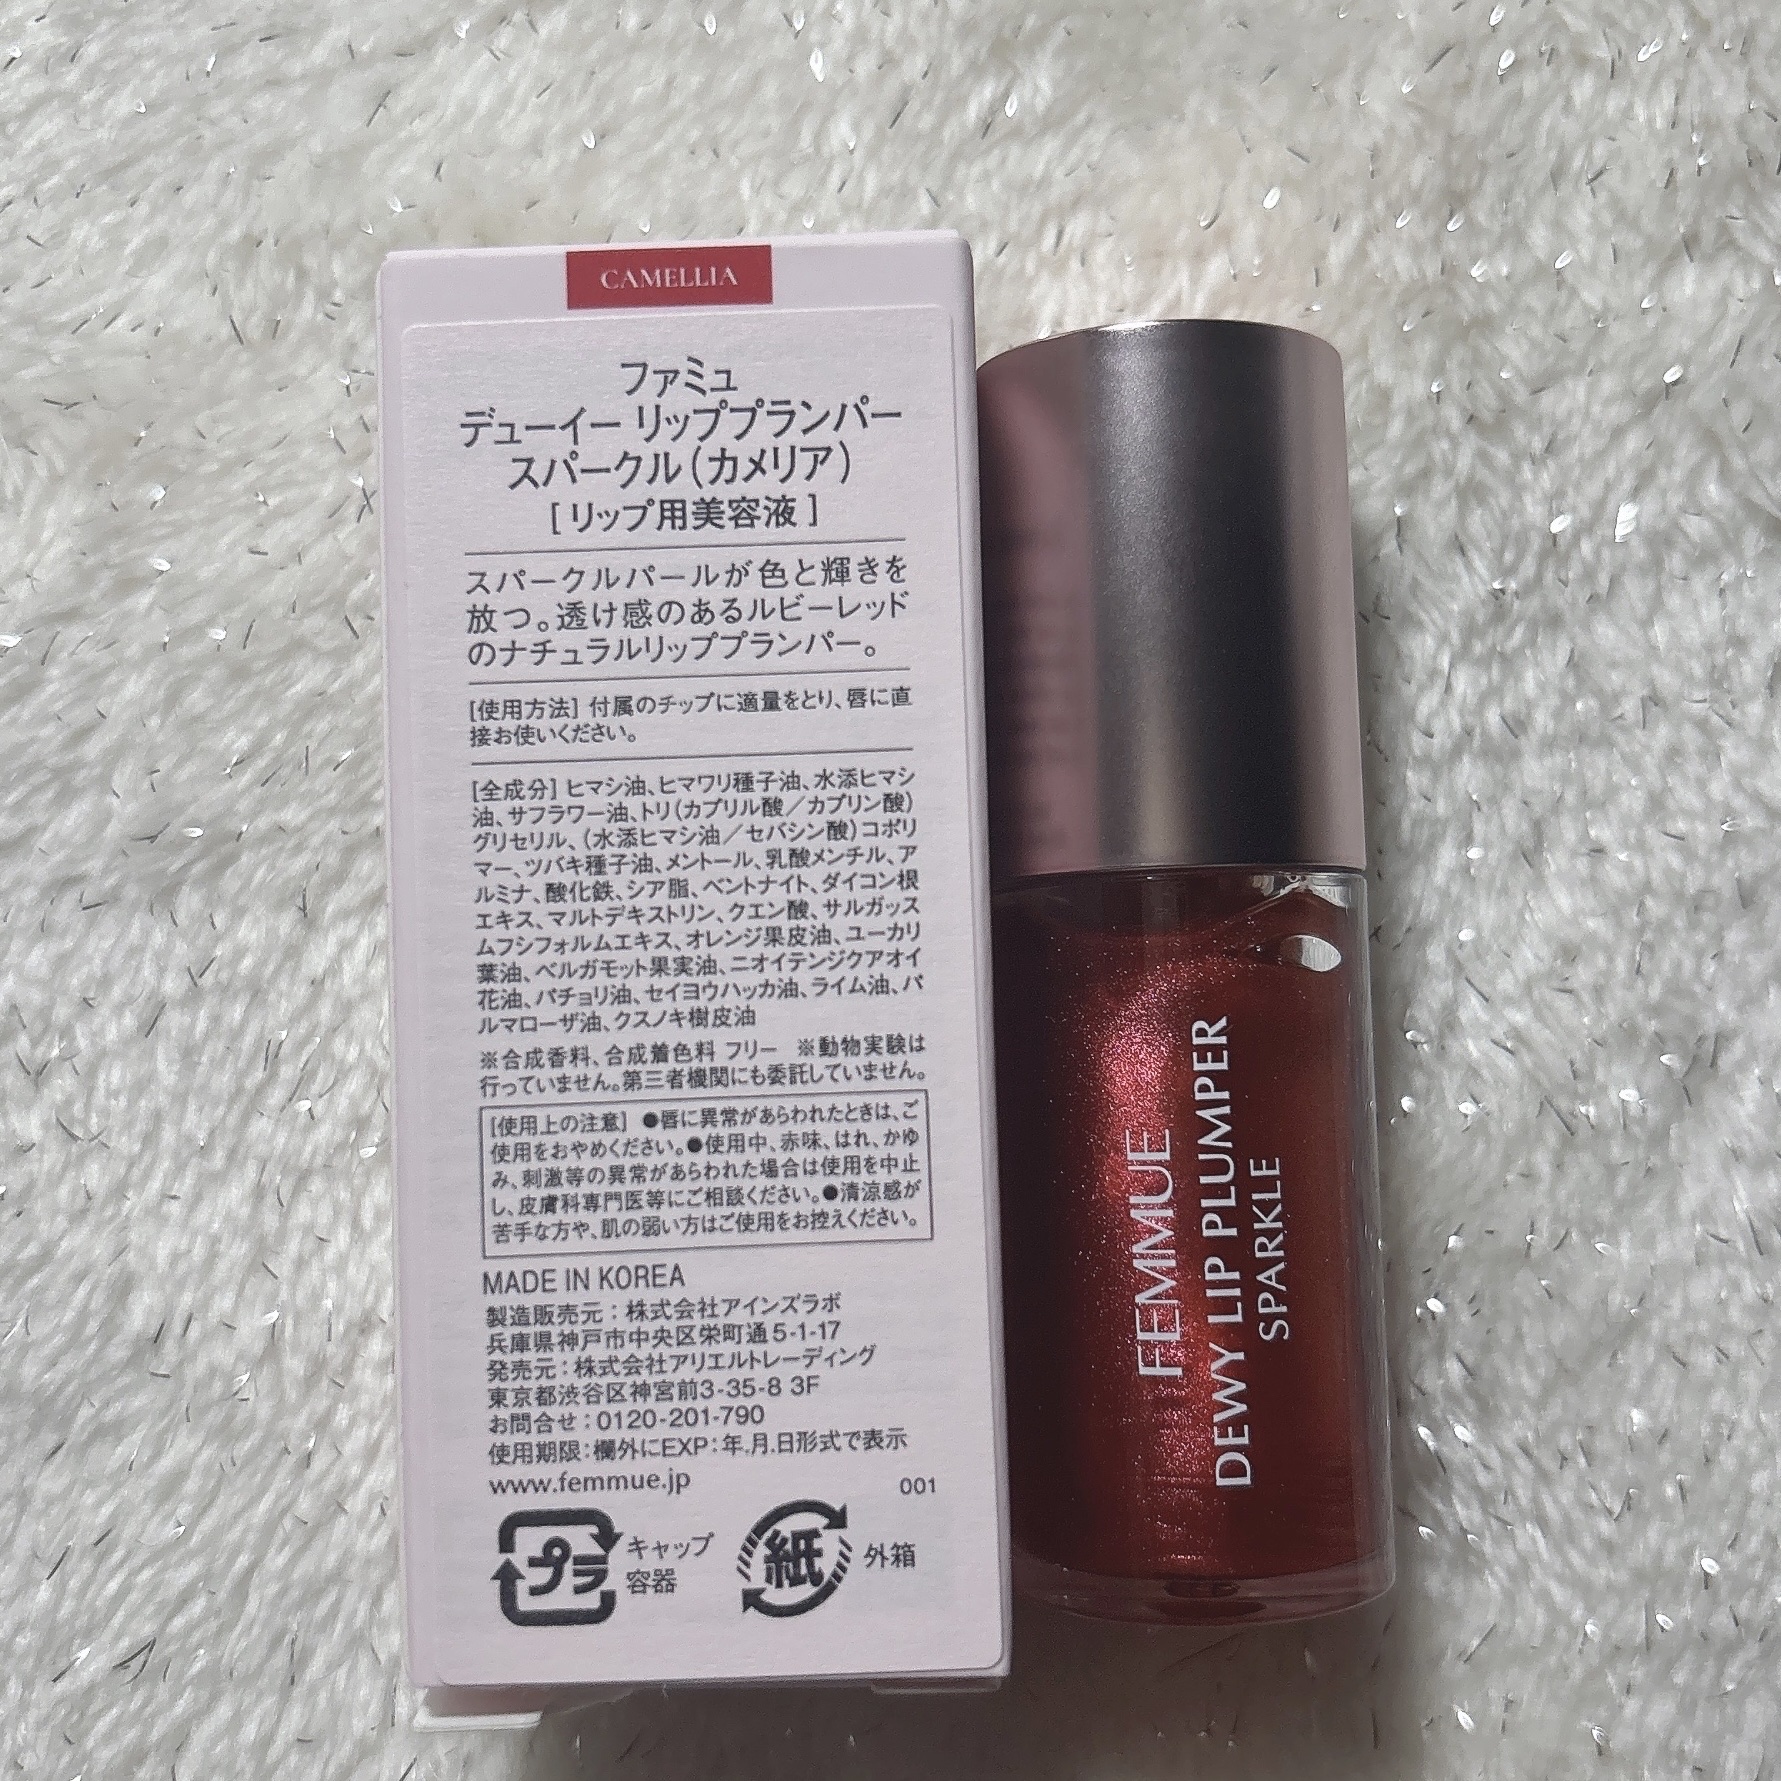 CAMELLIA
ファミュ
デューイー リッププランパー
スパークル(カメリア)
[ リップ用美容液 ]
スパークルパールが色と輝きを
放つ。透け感のあるルビーレッド
のナチュラルリッププランパー。
[使用方法] 付属のチップに適量をとり、唇に直
接お使いください。
[全成分] ヒマシ油、ヒマワリ種子油、水添ヒマシ
油、サフラワー油、トリ(カプリル酸/カプリン酸)
グリセリル、(水添ヒマシ油/セバシン酸)コポリ
マー、ツバキ種子油、メントール、乳酸メンチル、ア
ルミナ、酸化鉄、シア脂、ベントナイト、ダイコン根
エキス、マルトデキストリン、クエン酸、サルガッス
ムフシフォルムエキス、オレンジ果皮油、ユーカリ
葉油、ベルガモット果実油、ニオイテンジクアオイ
花油、パチョリ油、セイヨウハッカ油、ライム油、パ
ルマローザ油、クスノキ樹皮油
※合成香料、合成着色料 フリー ※動物実験は
行っていません。第三者機関にも委託していません。
[使用上の注意] ●唇に異常があらわれたときは、ご
使用をおやめください。●使用中、赤味、はれ、かゆ
み、刺激等の異常があらわれた場合は使用を中止
し、皮膚科専門医等にご相談ください。●清涼感が
苦手な方や、肌の弱い方はご使用をお控えください。
MADE IN KOREA
製造販売元:株式会社アインズラボ
兵庫県神戸市中央区栄町通5-1-17
発売元:株式会社アリエルトレーディング
東京都渋谷区神宮前3-35-8 3F
お問合せ:0120-201-790
使用期限:欄外にEXP:年.月.日形式で表示
www.femmue.jp
001
プラ
キャップ
容器
紙
外箱
FEMMUE
DEWY LIP PLUMPER
SPARKLE